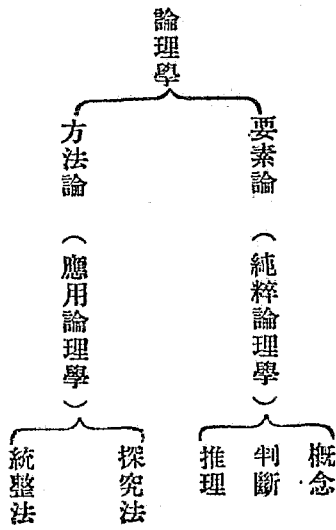 論理學
要素論（純粹論理學）
概念
判斷
推理
方法論（應用論理學）
探究法
統整法